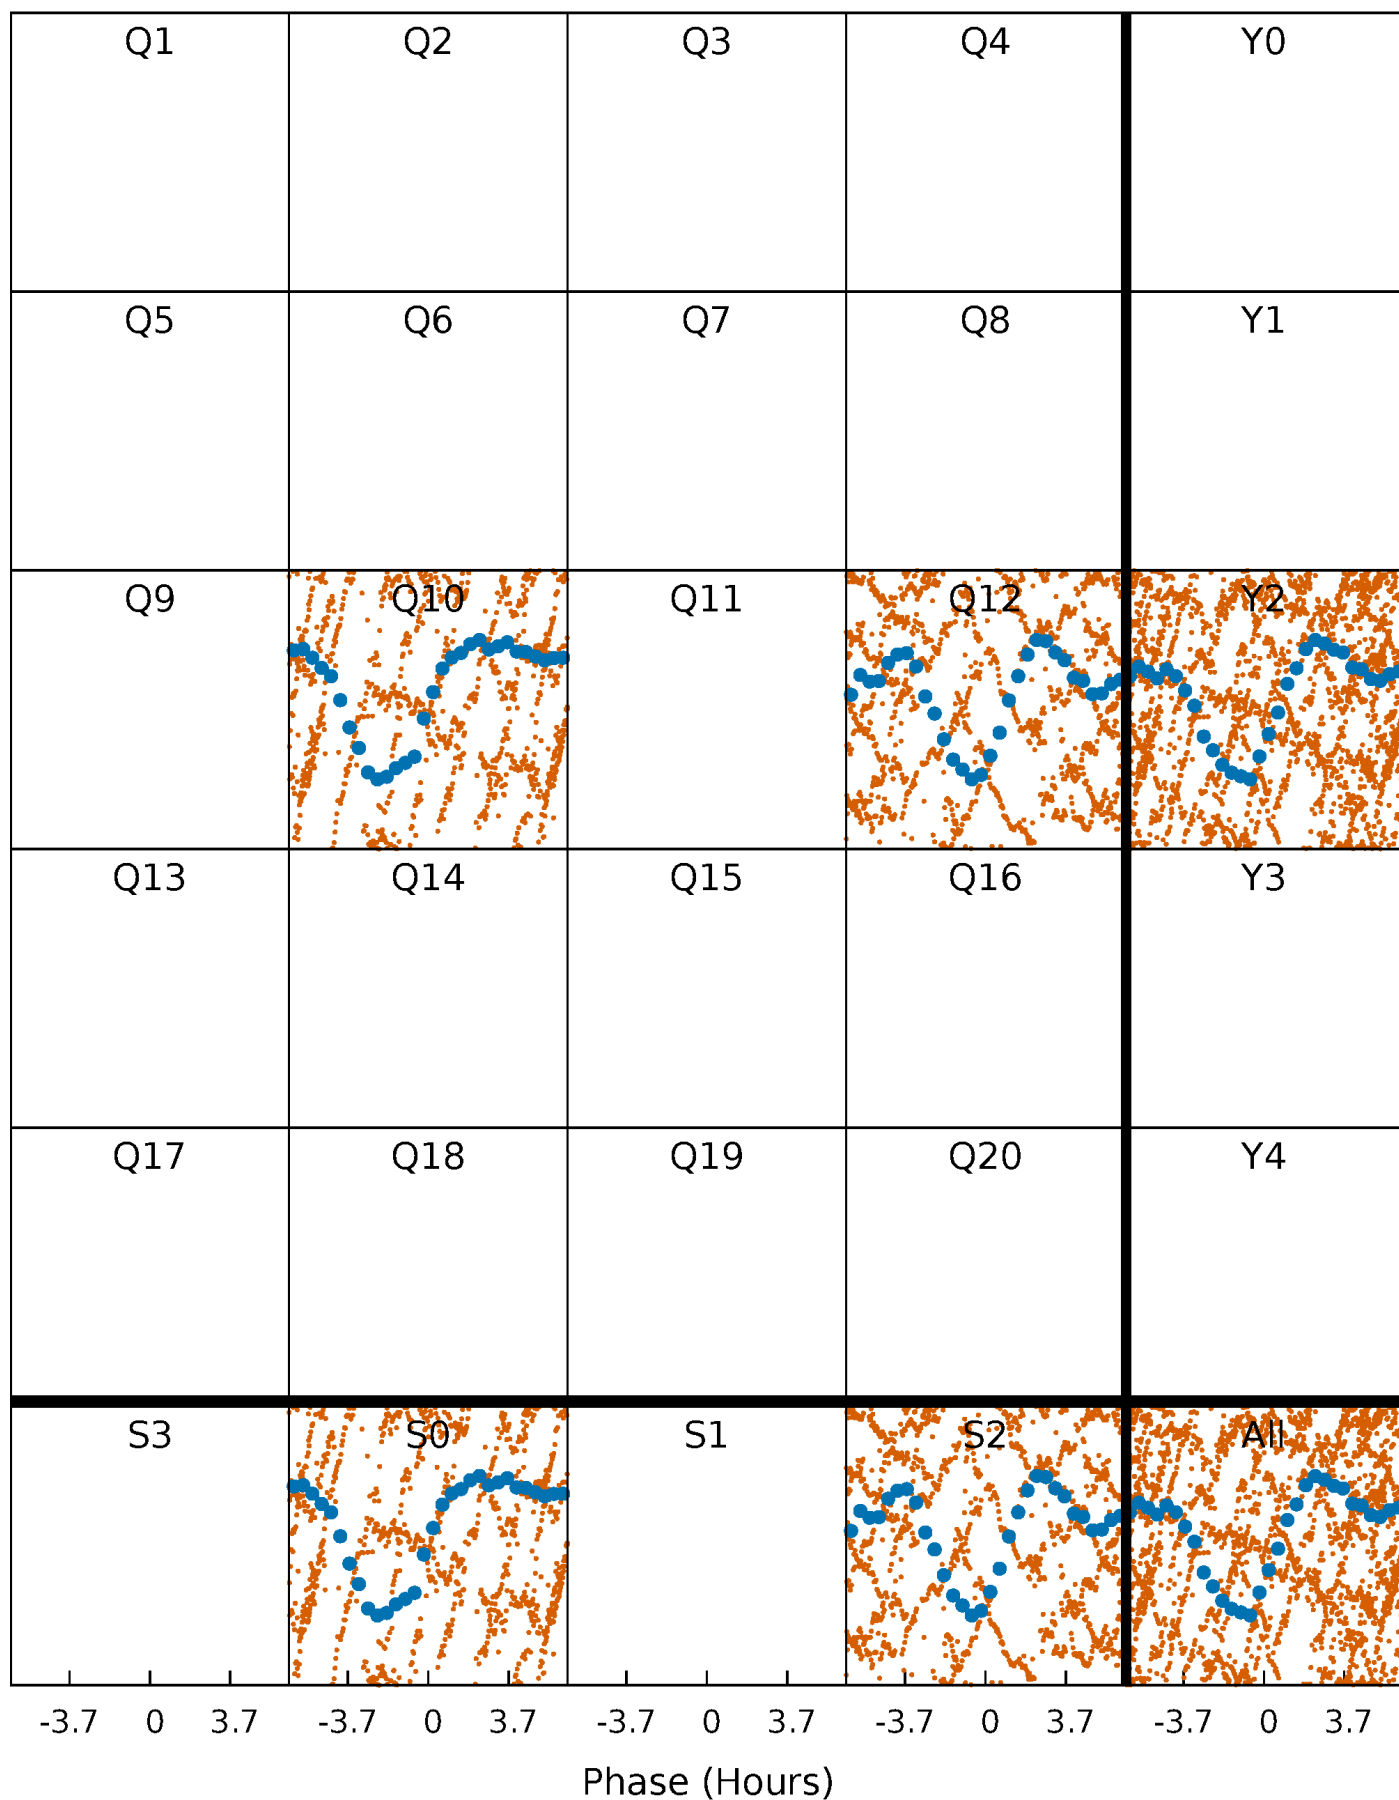 Q1 Q2 Q3 Q4 Y0
Q5 Q6 Q7 Q8 Y1
Q9 Q10 Q11 Q12 Y2
Q13 Q14 Q15 Q16 Y3
Q17 Q18 Q19 Q20 Y4
S3 S0 S1 S2 All
-3.7 0 3.7 -3.7 0 3.7 -3.7 0 3.7 -3.7 0 3.7 -3.7 0 3.7
Phase (Hours)